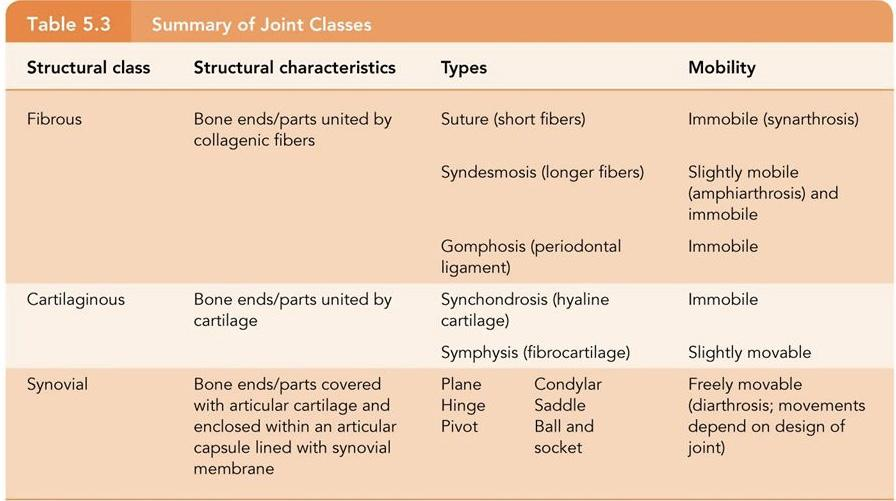 Table 5.3 Summary of Joint Classes
Structural class Structural characteristics Types Mobility
Fibrous Bone ends/parts united by Suture (short fibers) Immobile (synarthrosis)
collagenic fibers
Syndesmosis (longer fibers) Slightly mobile
(amphiarthrosis) and
immobile
Gomphosis (periodontal Immobile
ligament)
Cartilaginous Bone ends/parts united by Synchondrosis (hyaline Immobile
cartilage cartilage)
Symphysis (fibrocartilage) Slightly movable
Synovial Bone ends/parts covered Plane Condylar Freely movable
with articular cartilage and Hinge Saddle (diarthrosis; movements
enclosed within an articular Pivot Ball and depend on design of
capsule lined with synovial socket joint)
membrane